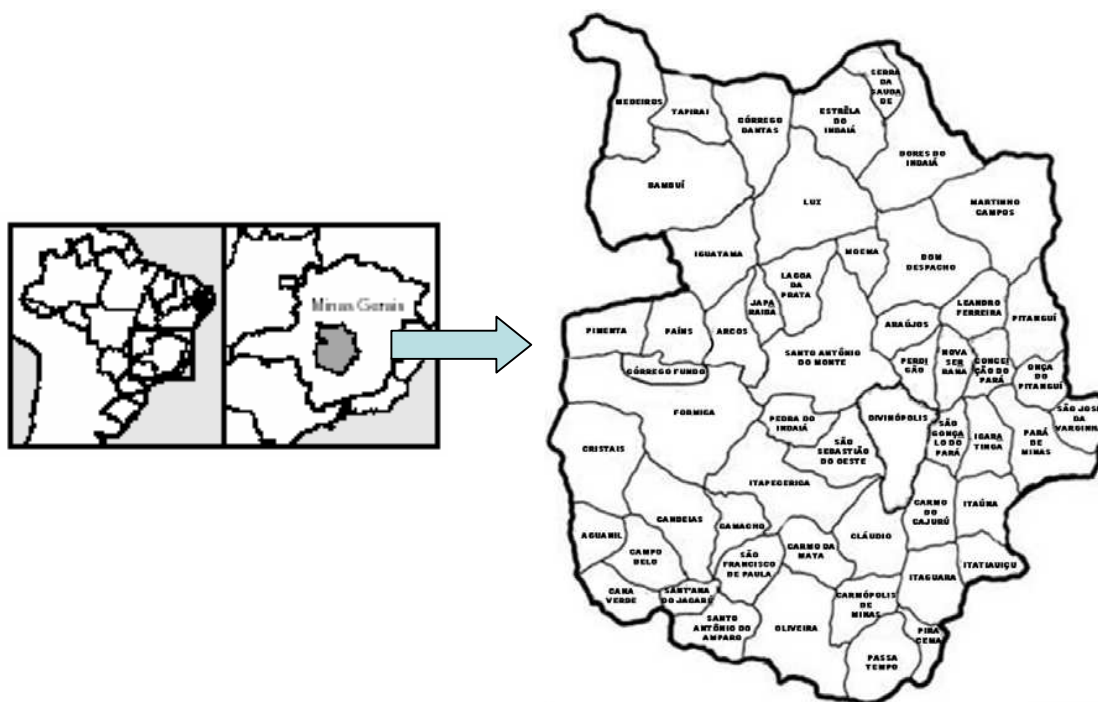 Minas Gerais
MEDEIROS
TAPIRAI
CÓRREGO
DANTAS
ESTRÊLA
DO
INDAIÁ
SERRA
DA
SAUDA
DE
DORES DO
INDAIÁ
BAMBUÍ
LUZ
MARTINHO
CAMPOS
IGUATAMA
MOEMA
BOM
DESPACHO
LAGOA
DA
PRATA
JAPA
RAIBA
LEANDRO
FERREIRA
PITANGUÍ
PIMENTA
PAÍNS
ARCOS
ARAÚJOS
SANTO ANTÔNIO
DO MONTE
PERDI
GÃO
NOVA
SER
RANA
CONCEI
ÇÃO DO
PARÁ
ONÇA
DO
PITANGUÍ
CÓRREGO FUNDO
FORMIGA
PEDRA DO
INDAIÁ
DIVINÓPOLIS
SÃO
GONÇA
LO DO
PARÁ
IGARA
TINGA
PARÁ
DE
MINAS
SÃO JOSÉ
DA
VARGINHA
CRISTAIS
SÃO
SEBASTIÃO
DO OESTE
ITAPECERICA
CARMO
DO
CAJURÚ
ITAÚNA
CANDEIAS
CAMACHO
AGUANIL
CAMPO
BELO
SÃO
FRANCISCO
DE PAULA
CARMO DA
MATA
CLÁUDIO
ITATIAUIÇU
ITAGUARA
CANA
VERDE
SANT'ANA
DO JACARÉ
CARMÓPOLIS
DE
MINAS
SANTO
ANTÔNIO DO
AMPARO
OLIVEIRA
PIRA
CEMA
PASSA
TEMPO